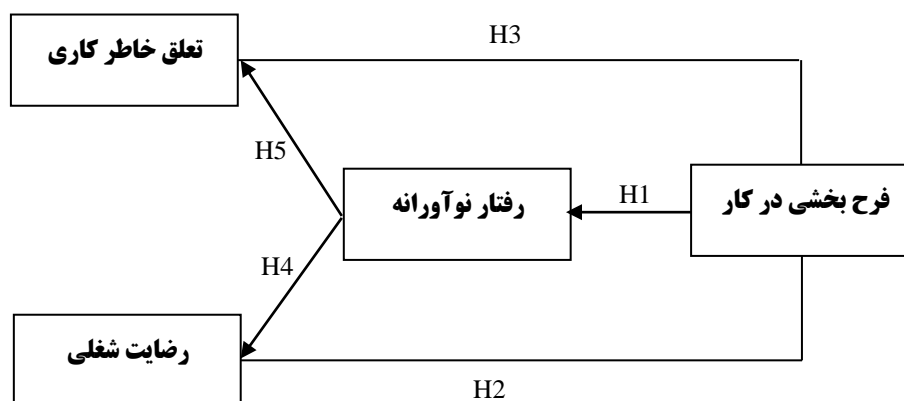 H3
تعلق خاطر کاری
H5
فرح بخشی در کار
H1
رفتار نوآورانه
H4
رضایت شغلی
H2